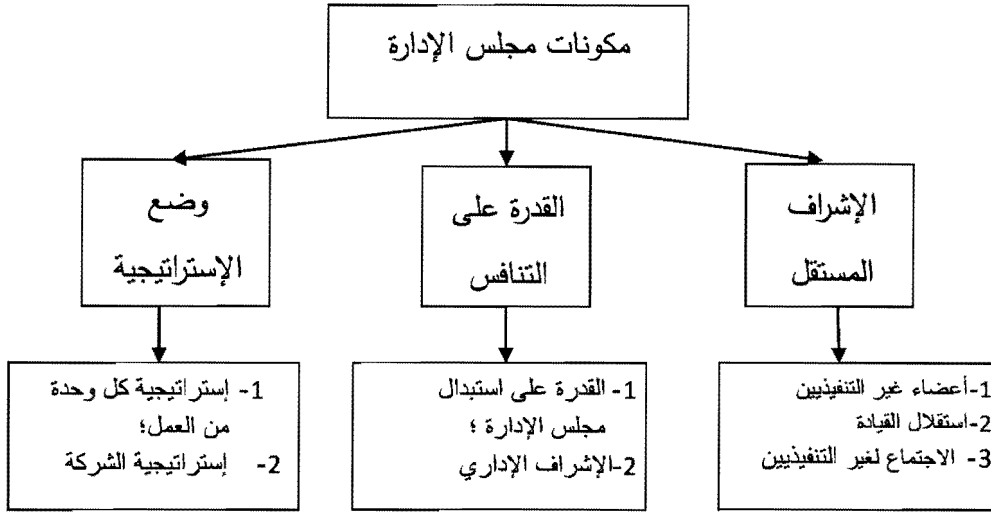 مكونات مجلس الإدارة
الإشراف
المستقل
القدرة على
التنافس
وضع
الإستراتيجية
1-أعضاء غير التنفيذيين
2-استقلال القيادة
3- الاجتماع لغير التنفيذيين
1- القدرة على استبدال
مجلس الإدارة ؛
2-الإشراف الإداري
1- إستراتيجية كل وحدة
من العمل؛
2- إستراتيجية الشركة